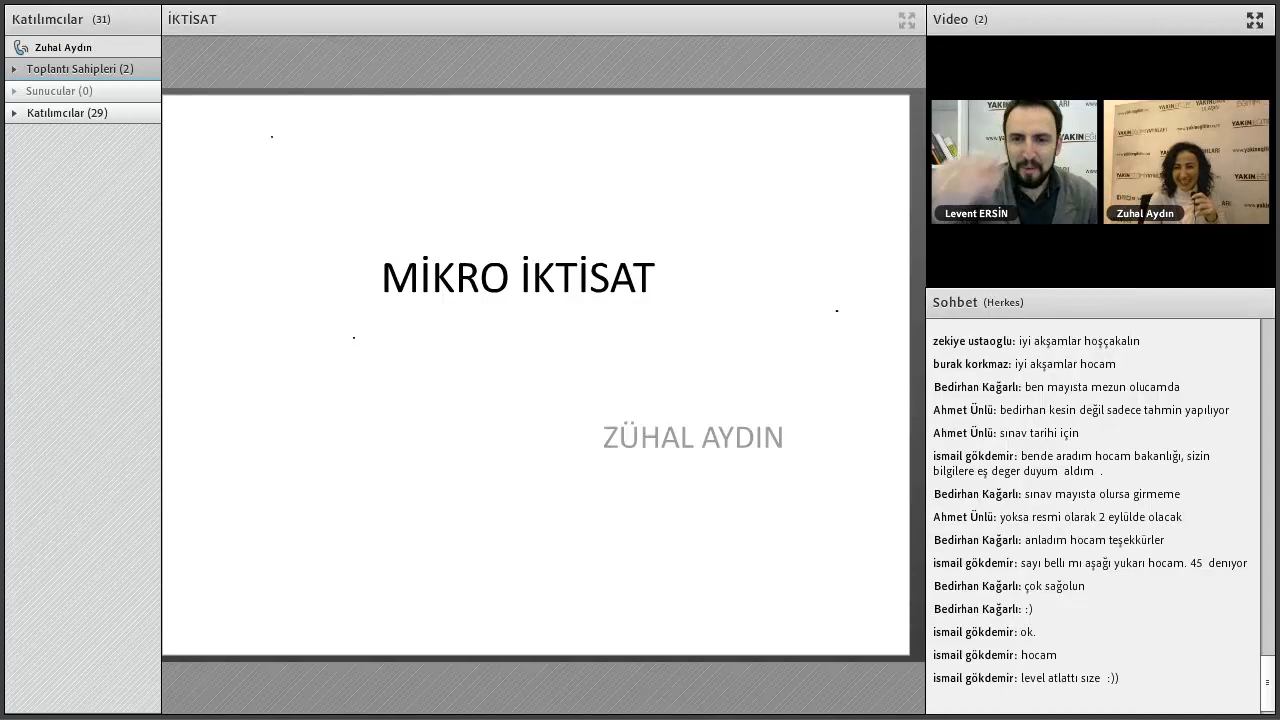 Katılımcılar (31)
Zuhal Aydın
Toplantı Sahipleri (2)
Sunucular (0)
Katılımcılar (29)
İKTİSAT
MİKRO İKTİSAT
ZÜHAL AYDIN
Video (2)
Levent ERSİN
Zuhal Aydın
Sohbet (Herkes)
zekiye ustaoglu: iyi akşamlar hoşçakalın
burak korkmaz: iyi akşamlar hocam
Bedirhan Kağarlı: ben mayısta mezun olucamda
Ahmet Ünlü: bedirhan kesin değil sadece tahmin yapılıyor
Ahmet Ünlü: sınav tarihi için
ismail gökdemir: bende aradım hocam bakanlığı, sizin
bilgilere eş deger duyum aldım .
Bedirhan Kağarlı: sınav mayısta olursa girmeme
Ahmet Ünlü: yoksa resmi olarak 2 eylülde olacak
Bedirhan Kağarlı: anladım hocam teşekkürler
ismail gökdemir: sayı bellı mı aşağı yukarı hocam. 45 denıyor
Bedirhan Kağarlı: çok sağolun
Bedirhan Kağarlı: :)
ismail gökdemir: ok.
ismail gökdemir: hocam
ismail gökdemir: level atlattı sıze :))